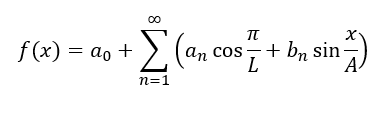 f(x) = a₀ + ∑_{n=1}^{∞} (aₙ cos π/L + bₙ sin x/A)